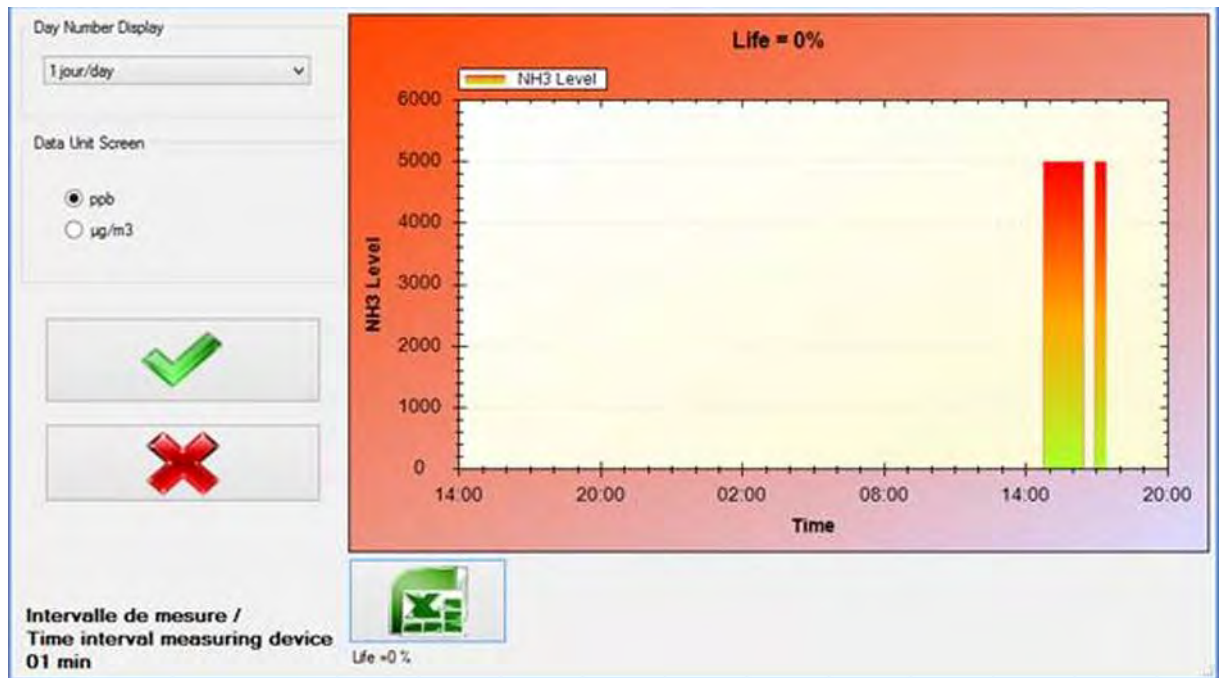 Day Number Display
1 jour/day
Data Unit Screen
ppb
µg/m3
Intervalle de mesure /
Time interval measuring device
01 min
Life = 0%
NH3 Level
6000
5000
4000
3000
2000
1000
0
NH3 Level
14:00 20:00 02:00 08:00 14:00 20:00
Time
Life =0 %